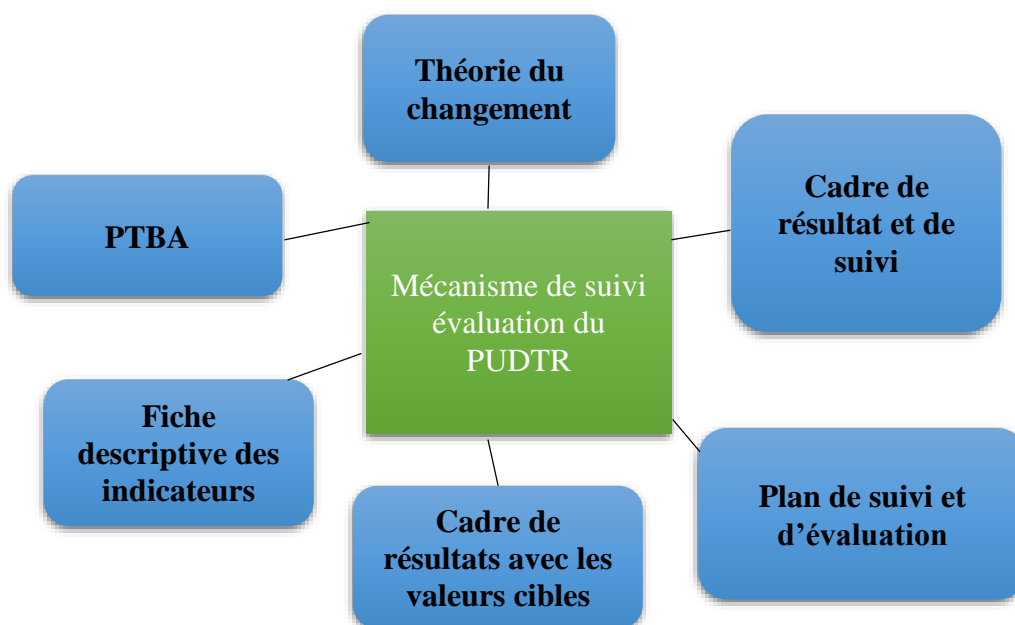 Théorie du
changement
PTBA
Cadre de
résultat et de
suivi
Mécanisme de suivi
évaluation du
PUDTR
Fiche
descriptive des
indicateurs
Cadre de
résultats avec les
valeurs cibles
Plan de suivi et
d’évaluation